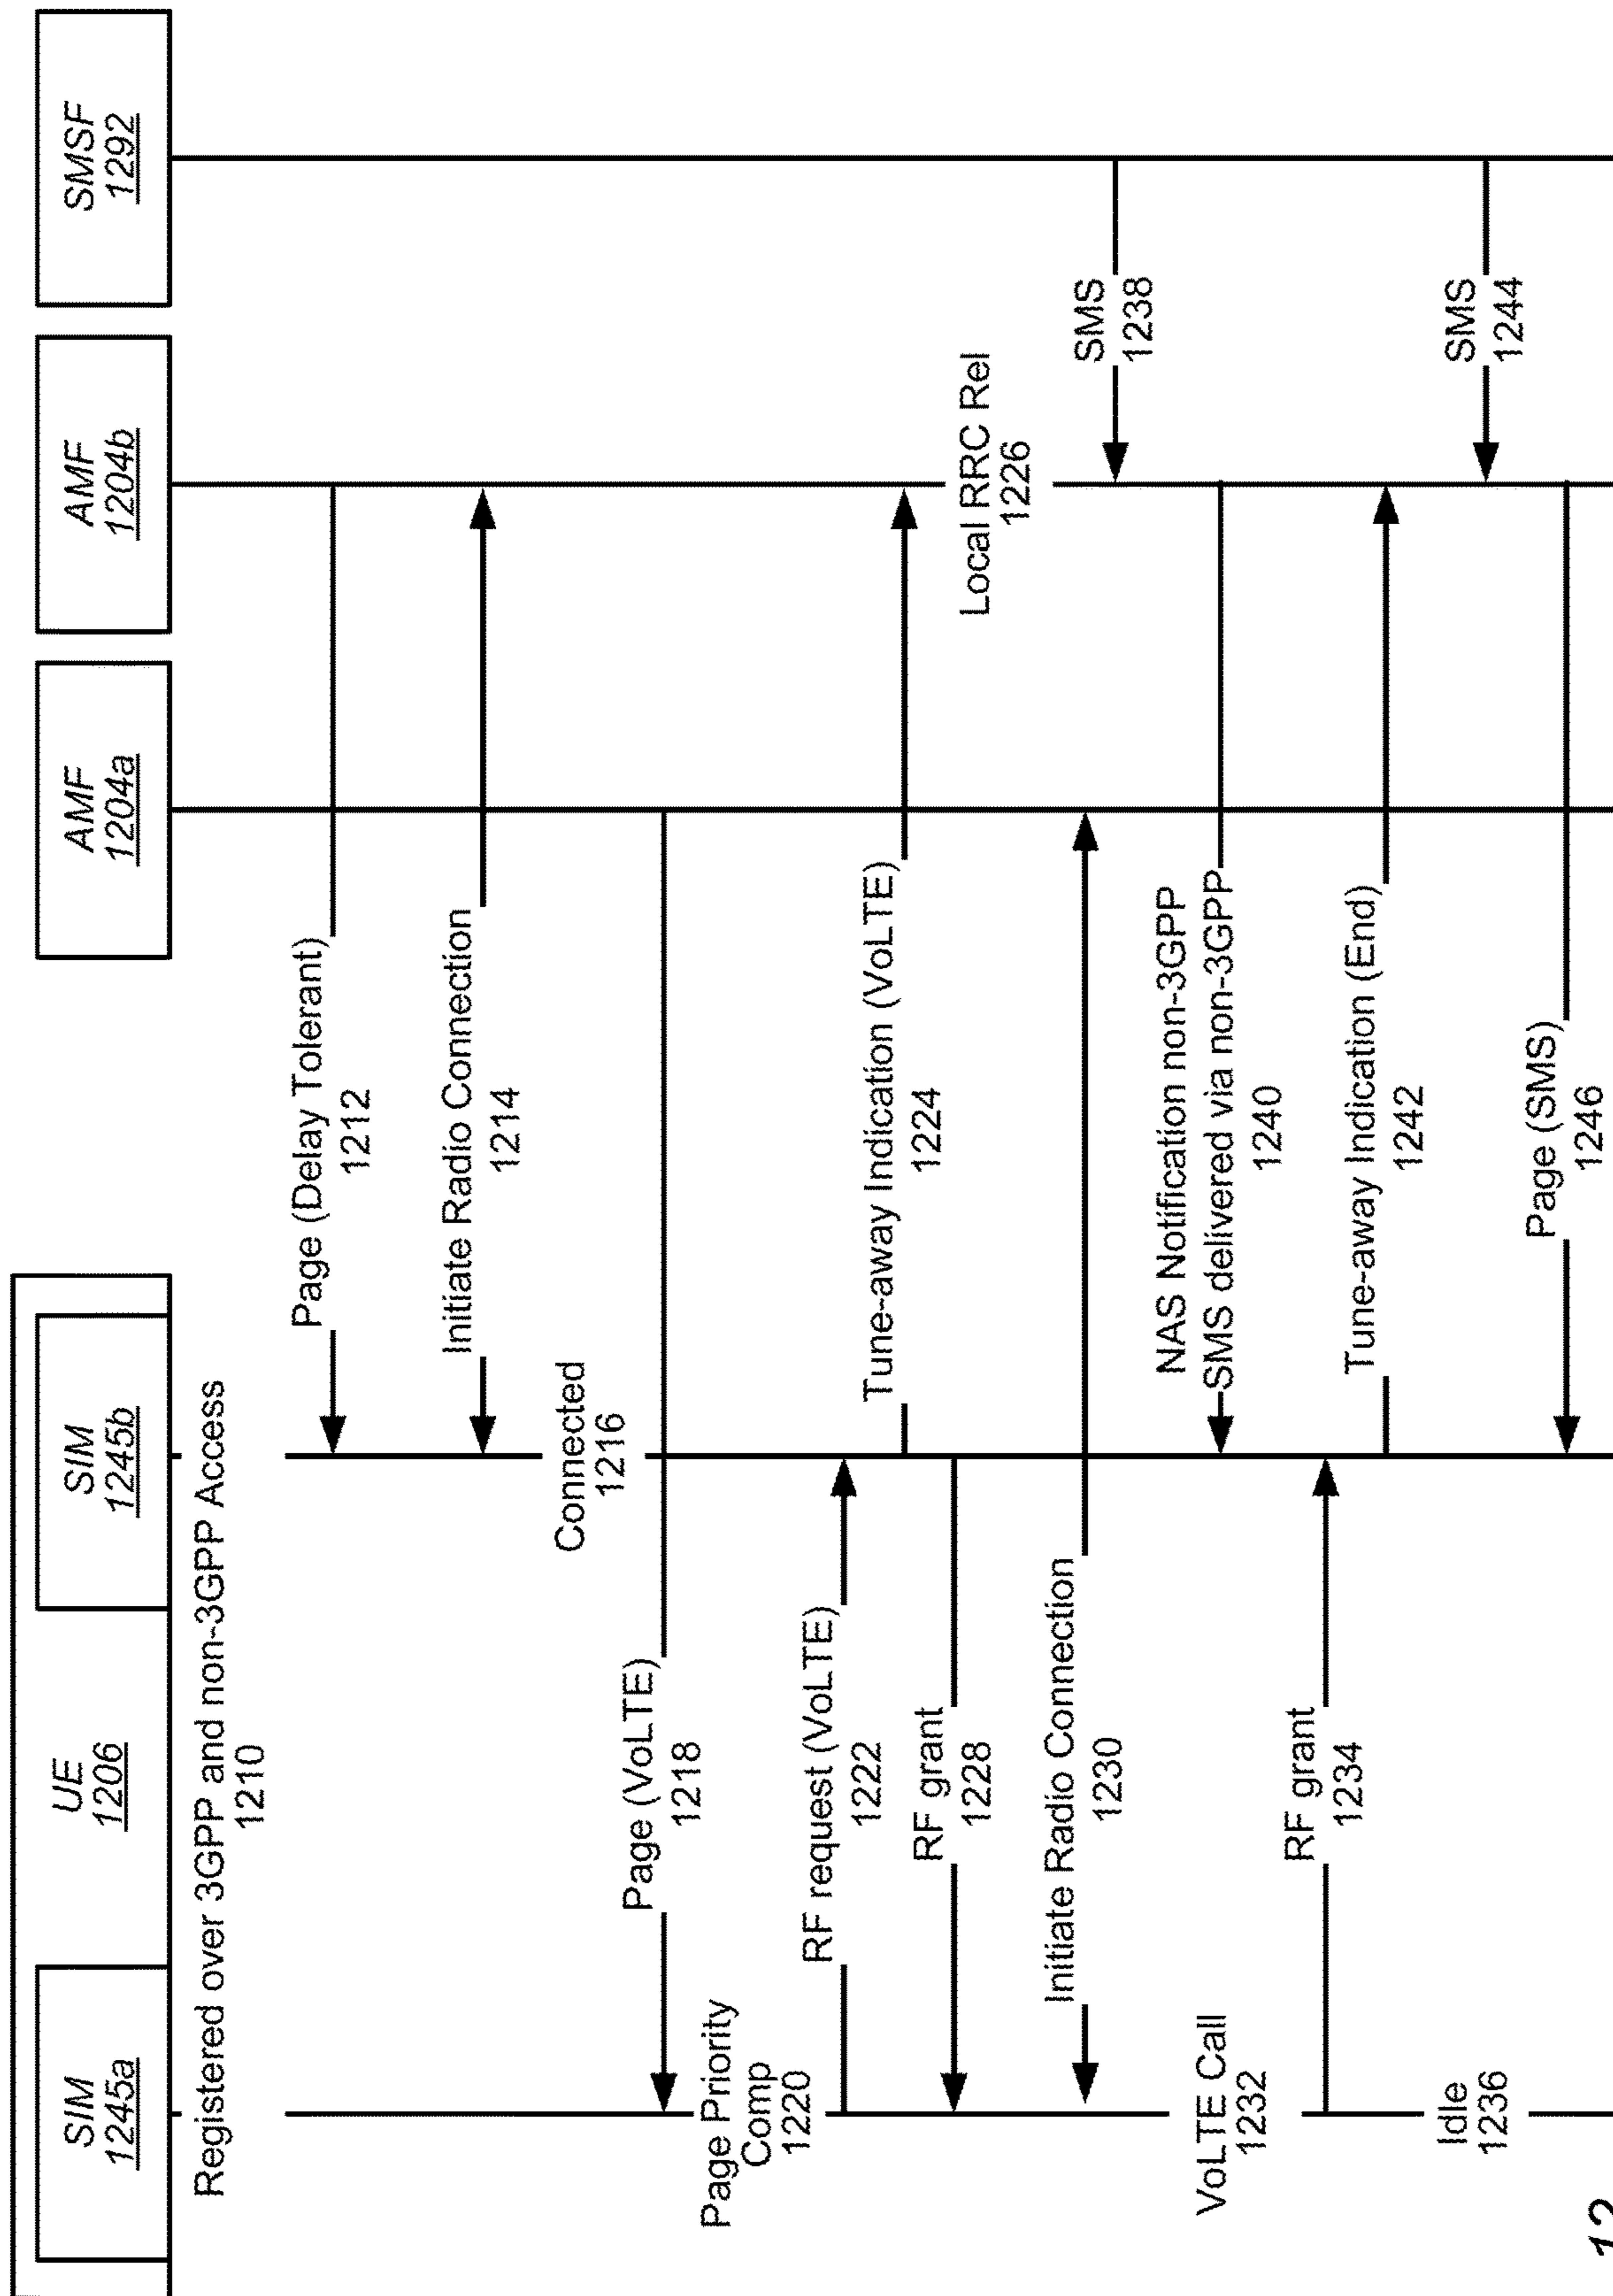 SIM
1245a
UE
1206
SIM
1245b
AMF
1204a
AMF
1204b
SMSF
1292
Registered over 3GPP and non-3GPP Access
1210
Page (Delay Tolerant)
1212
Initiate Radio Connection
1214
Connected
1216
Page (VoLTE)
1218
Page Priority
Comp
1220
RF request (VoLTE)
1222
Tune-away Indication (VoLTE)
1224
Local RRC Rel
1226
RF grant
1228
Initiate Radio Connection
1230
VoLTE Call
1232
SMS
1238
NAS Notification non-3GPP
SMS delivered via non-3GPP
1240
RF grant
1234
Tune-away Indication (End)
1242
Idle
1236
SMS
1244
Page (SMS)
1246
12